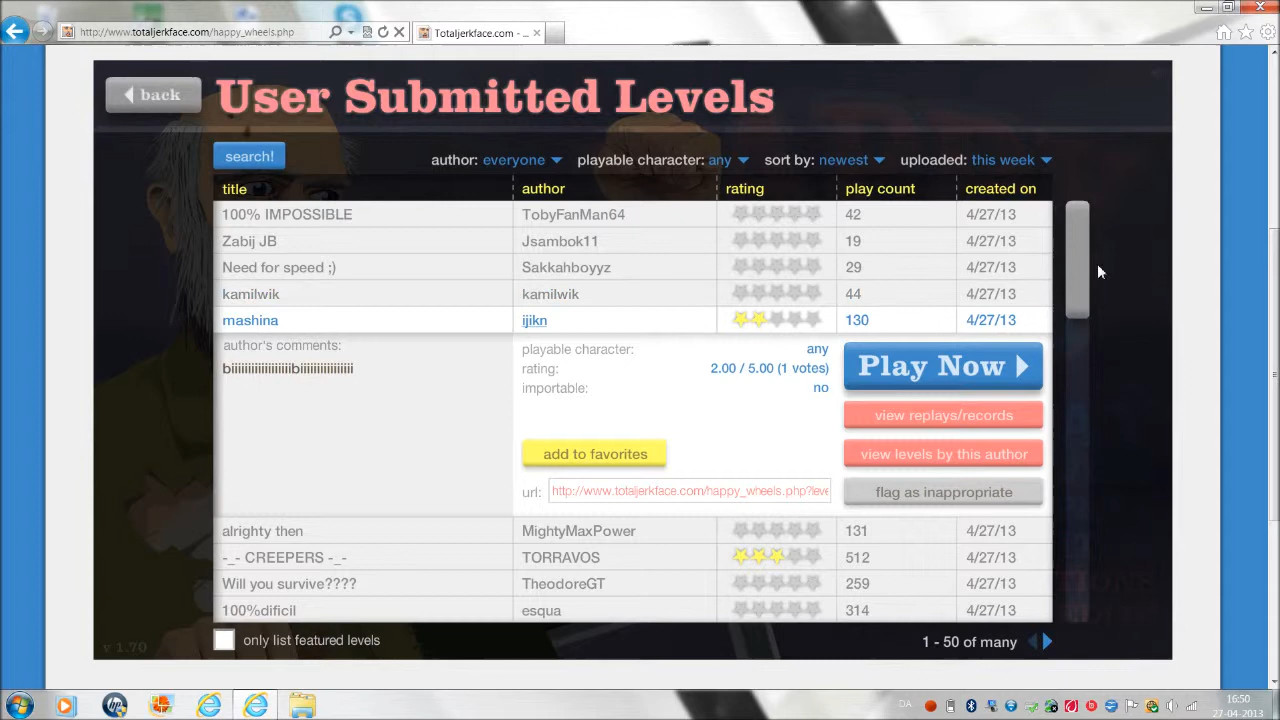 http://www.totaljerkface.com/happy_wheels.php
Totaljerkface.com - ...
back
User Submitted Levels
search!
author: everyone playable character: any sort by: newest uploaded: this week
title author rating play count created on
100% IMPOSSIBLE TobyFanMan64 42 4/27/13
Zabij JB Jsambok11 19 4/27/13
Need for speed ;) Sakkahboyyz 29 4/27/13
kamilwik kamilwik 44 4/27/13
mashina ijikn 130 4/27/13
author's comments:
playable character: any
rating: 2.00 / 5.00 (1 votes)
importable: no
Play Now
view replays/records
add to favorites
view levels by this author
url: http://www.totaljerkface.com/happy_wheels.php?leve
flag as inappropriate
alrighty then MightyMaxPower 131 4/27/13
-_- CREEPERS -_- TORRAVOS 512 4/27/13
Will you survive???? TheodoreGT 259 4/27/13
100%dificil esqua 314 4/27/13
only list featured levels
1 - 50 of many
v 1.70
DA
16:50
27-04-2013